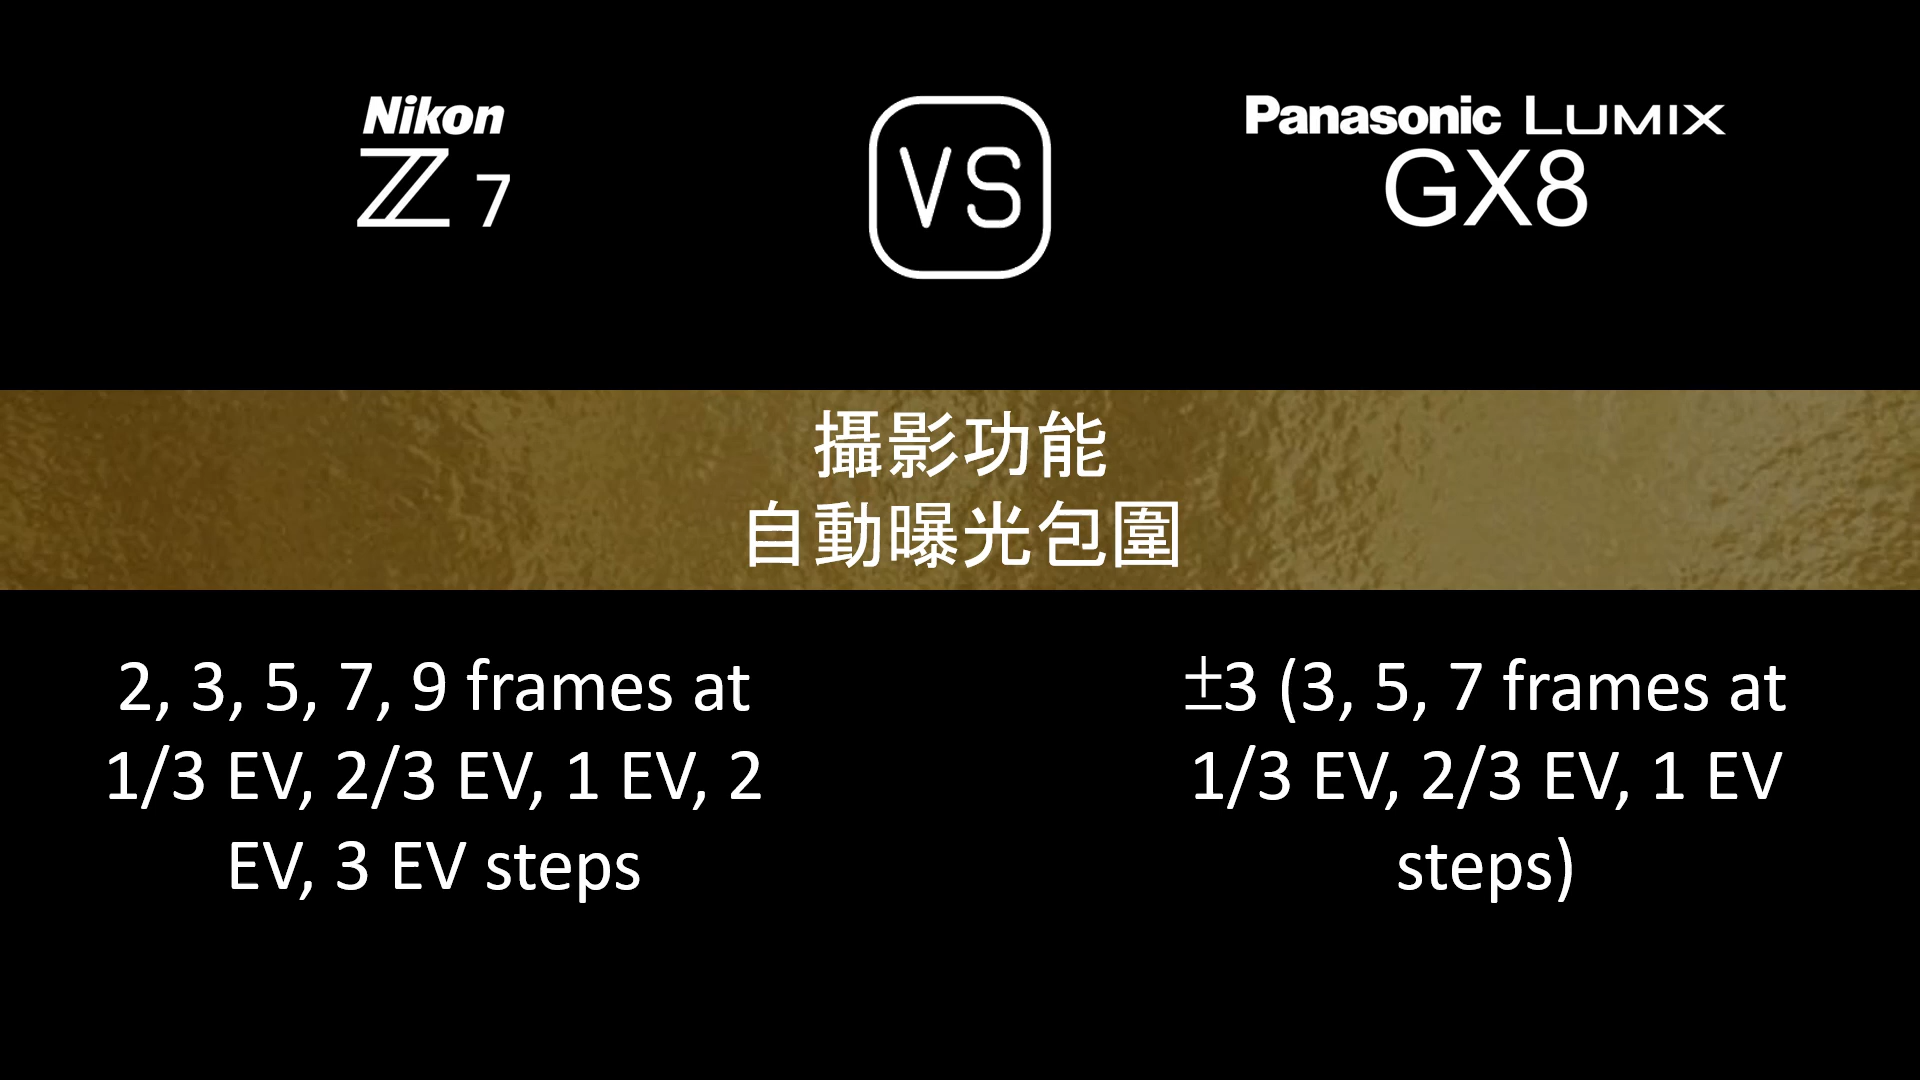 Nikon
Z 7
VS
Panasonic LUMIX
GX8
攝影功能
自動曝光包圍
2, 3, 5, 7, 9 frames at
1/3 EV, 2/3 EV, 1 EV, 2
EV, 3 EV steps
±3 (3, 5, 7 frames at
1/3 EV, 2/3 EV, 1 EV
steps)